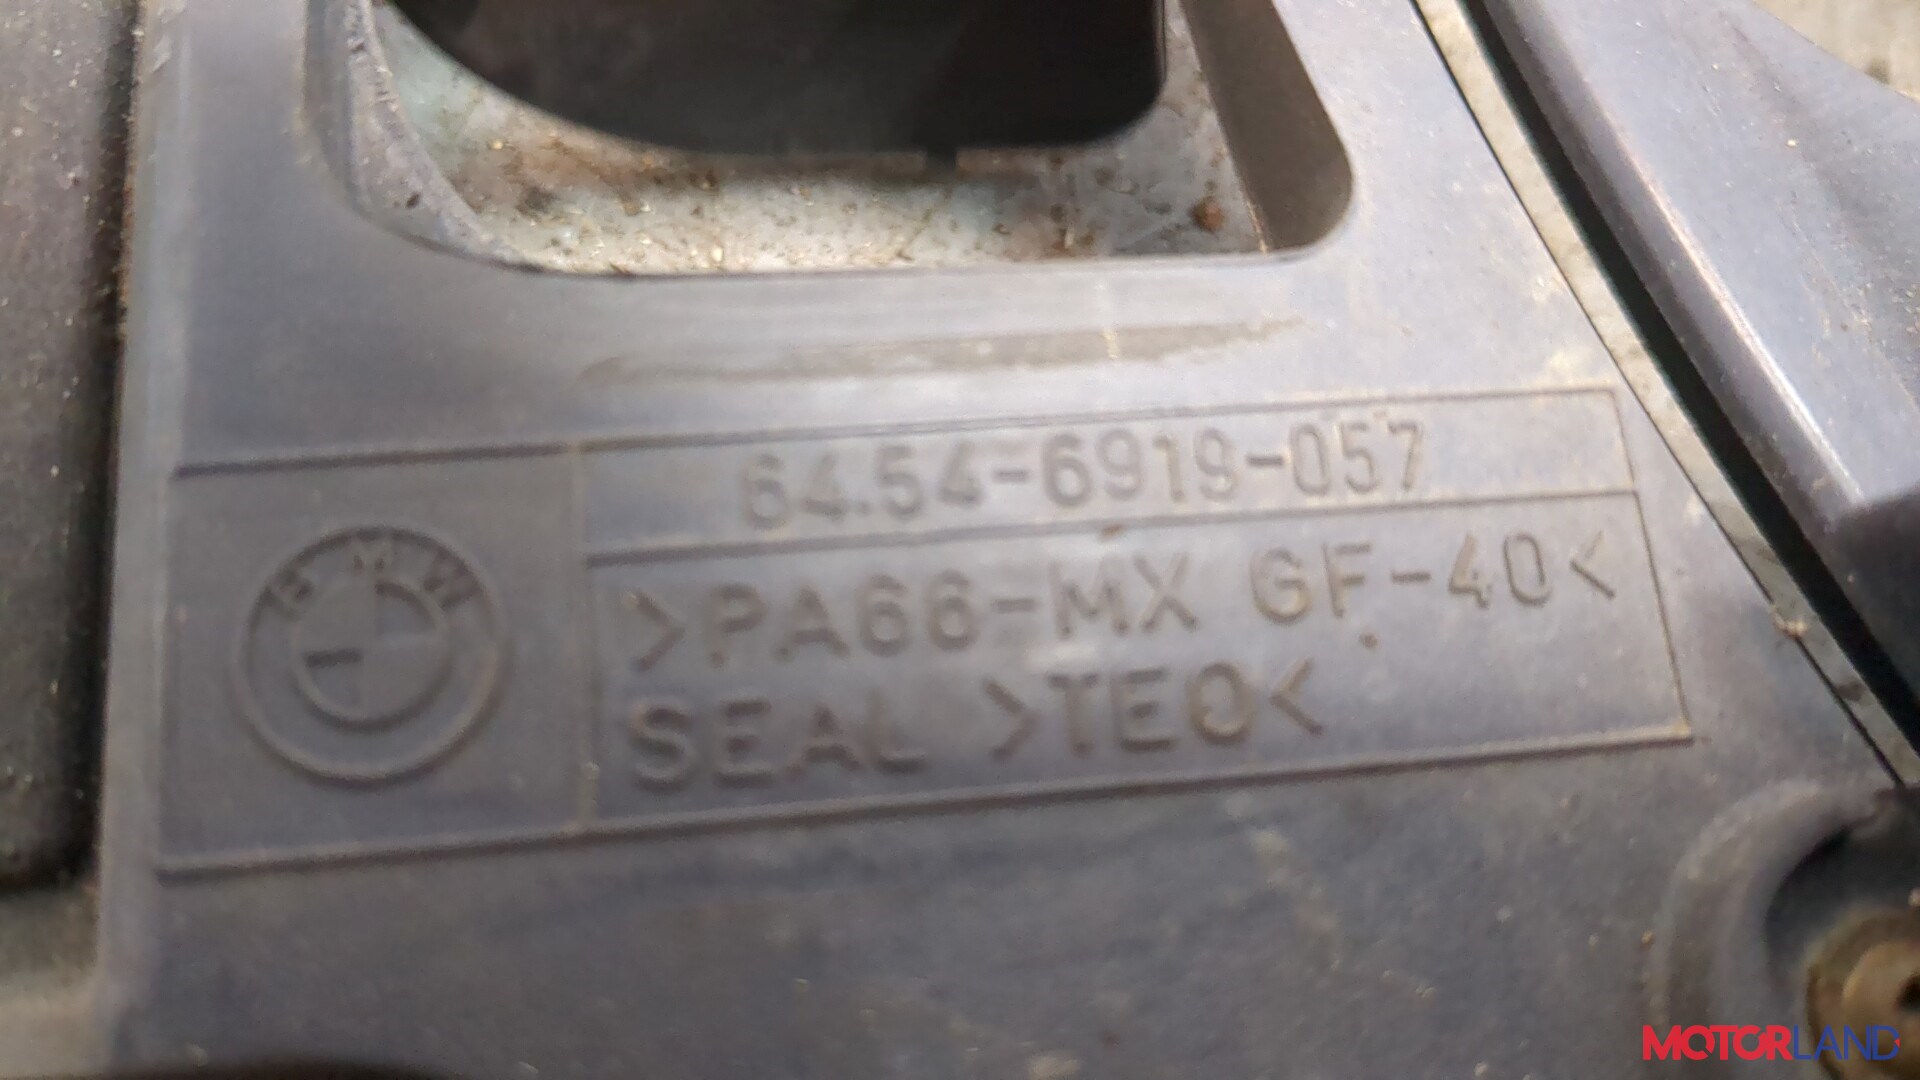 64.54-6919-057
BMW
>PA66-MX GF-40<
SEAL >TEO<
MOTORLAND